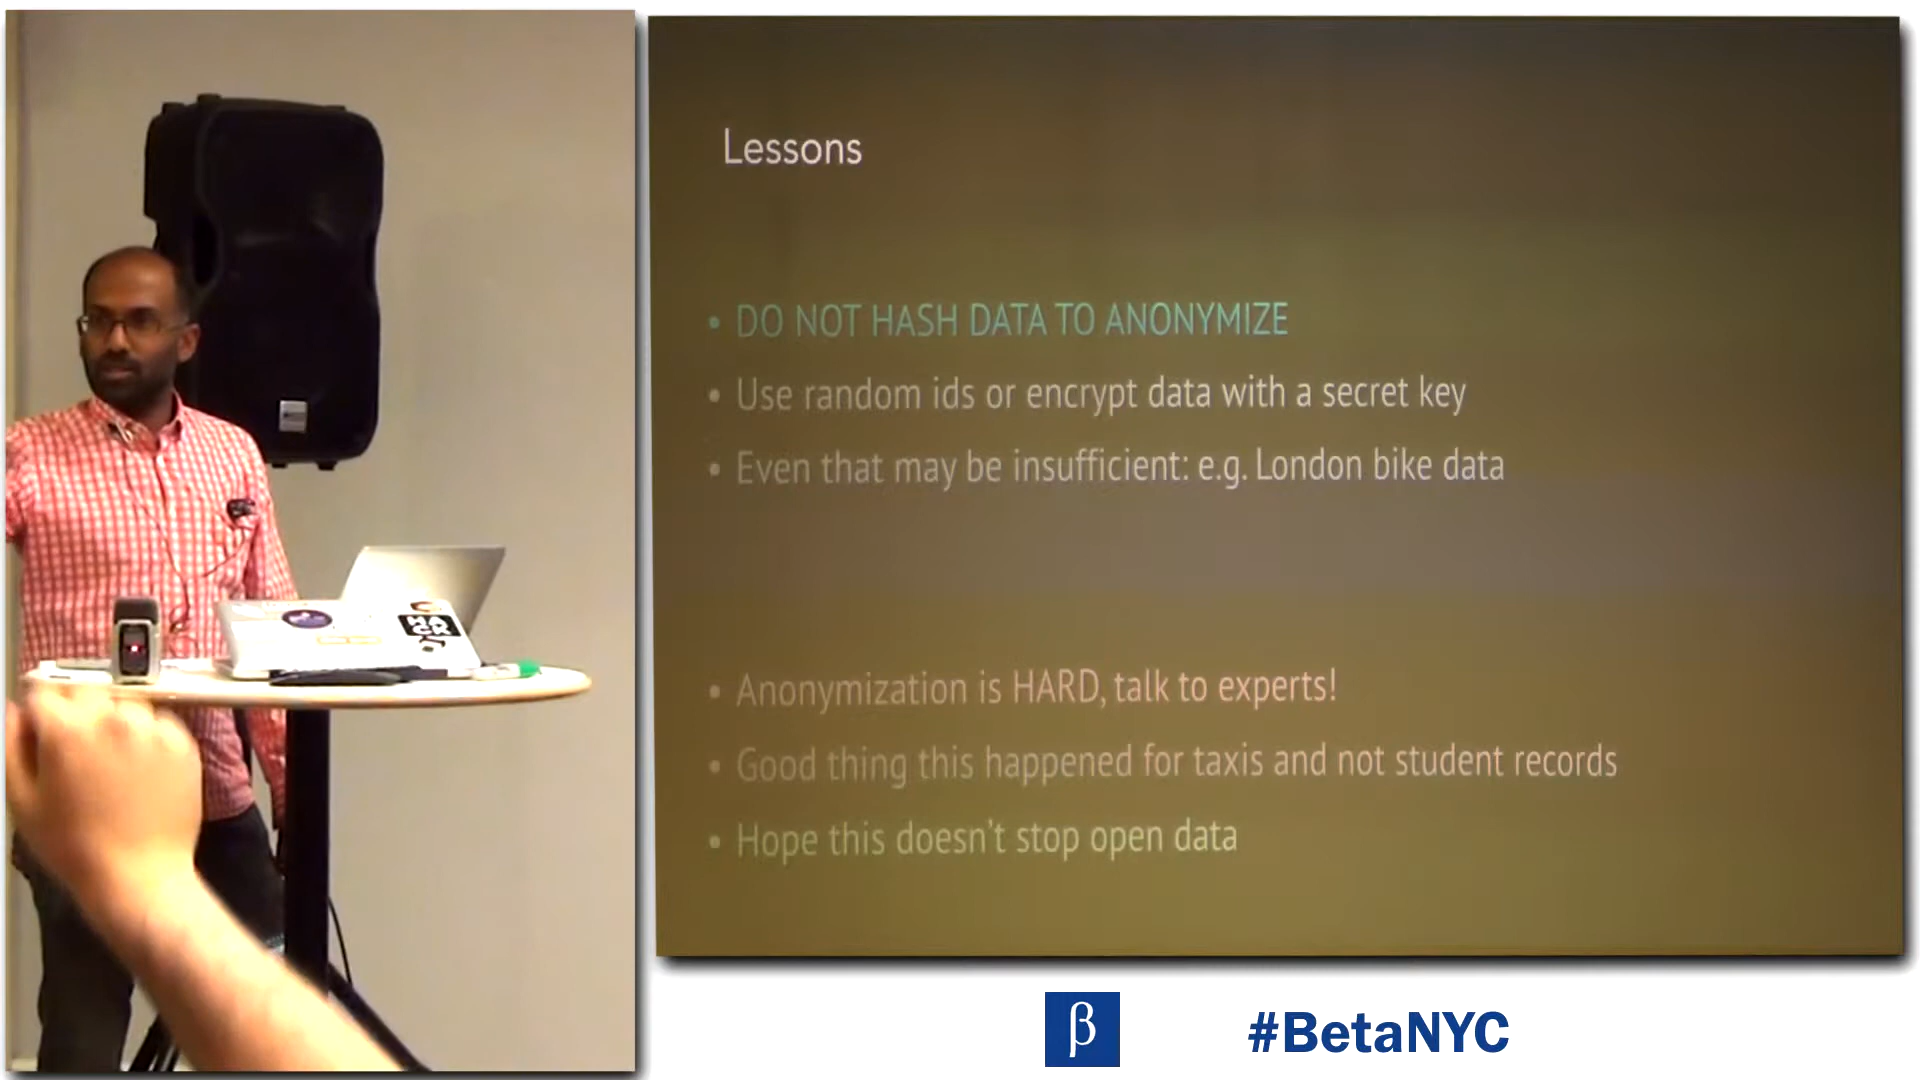 Lessons
• DO NOT HASH DATA TO ANONYMIZE
• Use random ids or encrypt data with a secret key
• Even that may be insufficient: e.g. London bike data
• Anonymization is HARD, talk to experts!
• Good thing this happened for taxis and not student records
• Hope this doesn't stop open data
HA
CK
β
#BetaNYC